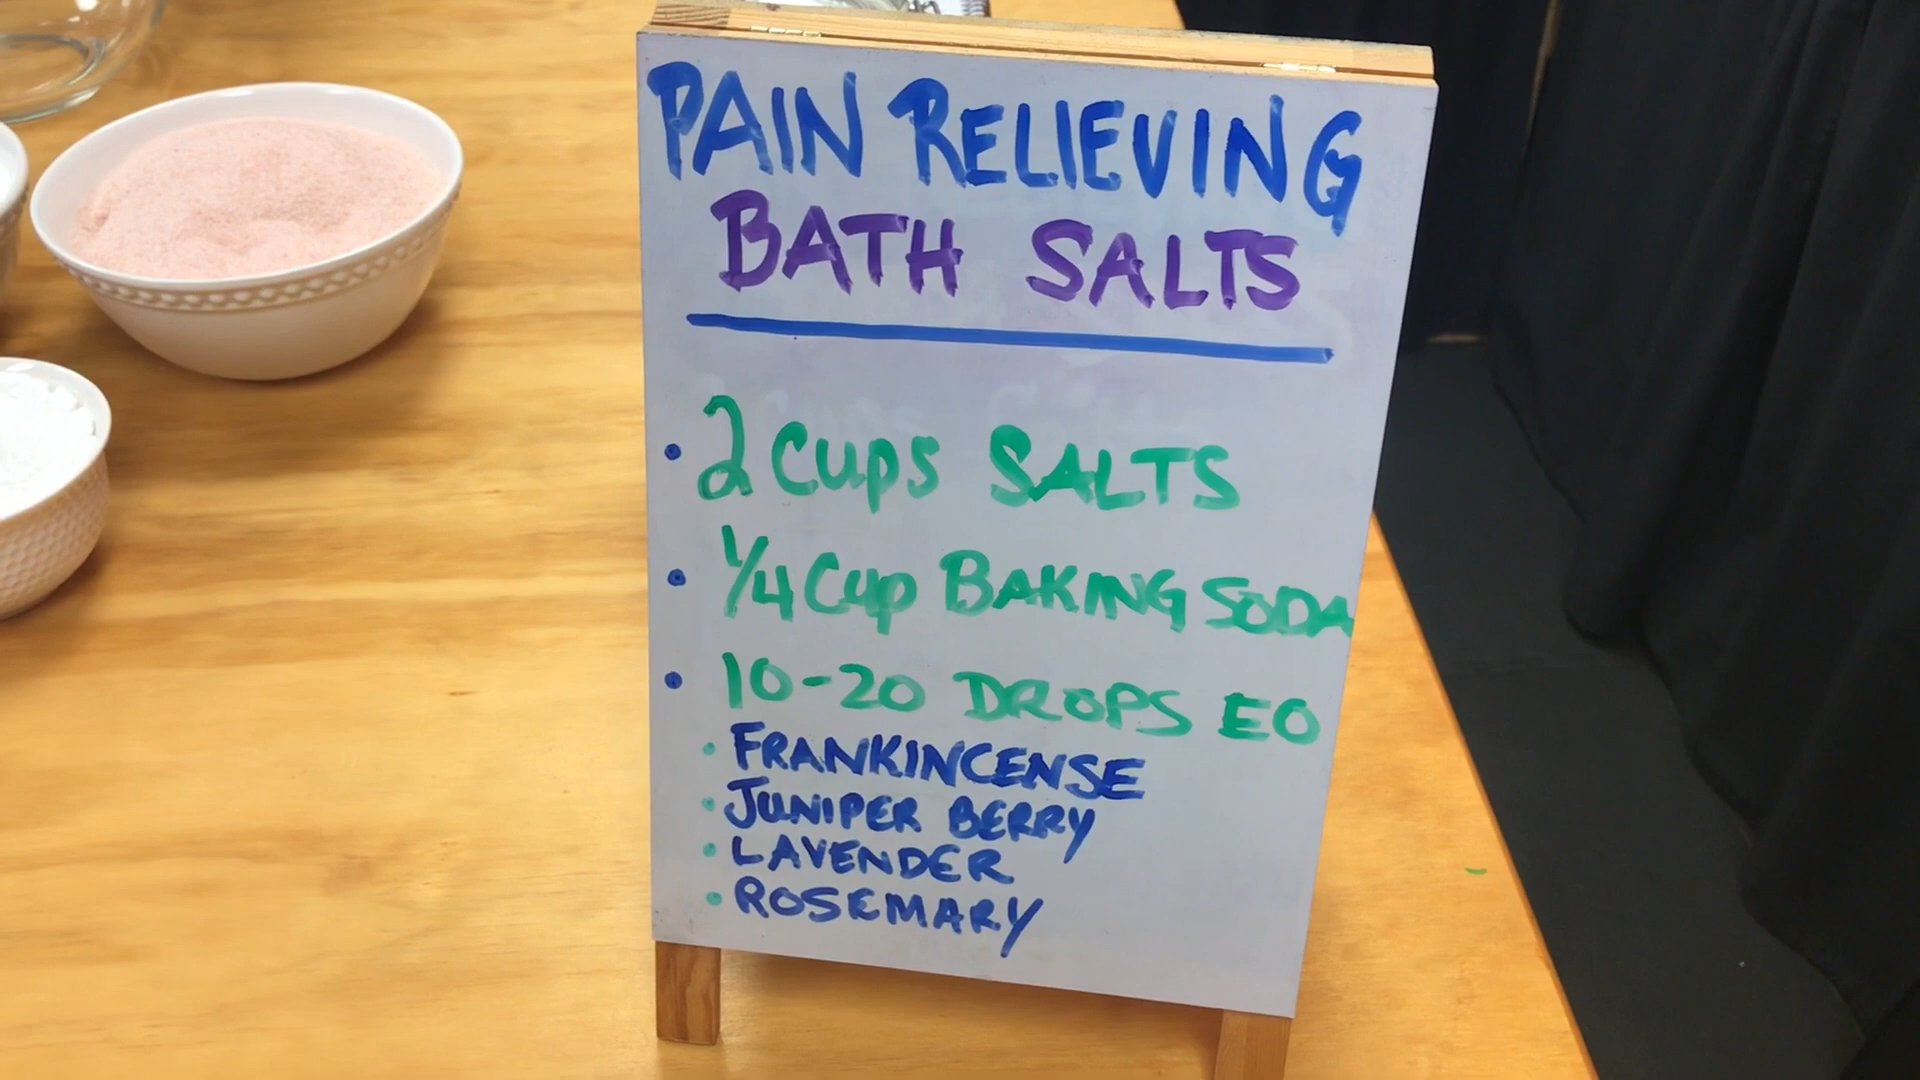 PAIN RELIEVING
BATH SALTS
• 2 Cups SALTS
• 1/4 Cup BAKING SODA
• 10-20 DROPS EO
• FRANKINCENSE
• JUNIPER BERRY
• LAVENDER
• ROSEMARY